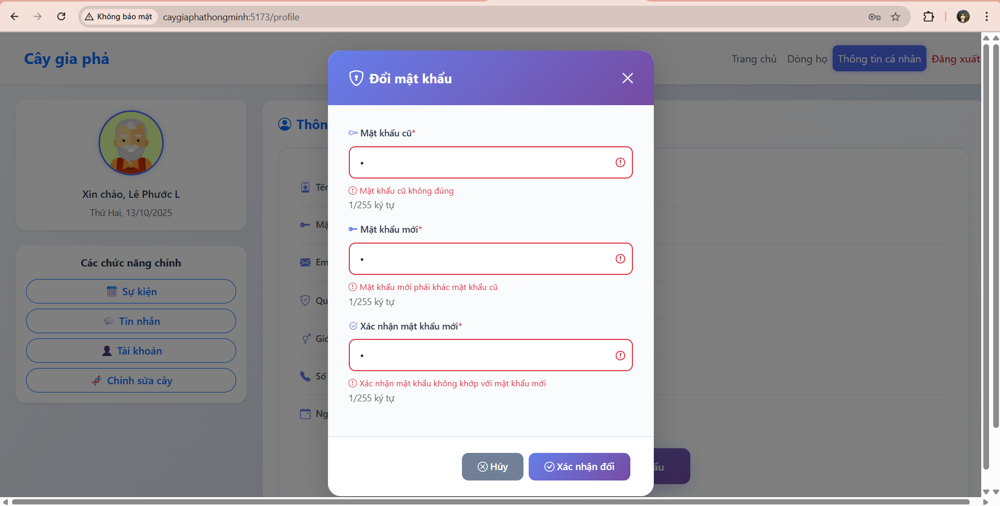 Không bảo mật
caygiaphathongminh:5173/profile
Cây gia phả
Trang chủ
Dòng họ
Thông tin cá nhân
Đăng xuất
Xin chào, Lê Phước L
Thứ Hai, 13/10/2025
Các chức năng chính
Sự kiện
Tin nhắn
Tài khoản
Chỉnh sửa cây
Thôn
Tên
Mậ
Em
Qu
Giớ
Số
Ng
Đổi mật khẩu
Mật khẩu cũ*
Mật khẩu cũ không đúng
1/255 ký tự
Mật khẩu mới*
Mật khẩu mới phải khác mật khẩu cũ
1/255 ký tự
Xác nhận mật khẩu mới*
Xác nhận mật khẩu không khớp với mật khẩu mới
1/255 ký tự
Hủy
Xác nhận đổi
ẩu